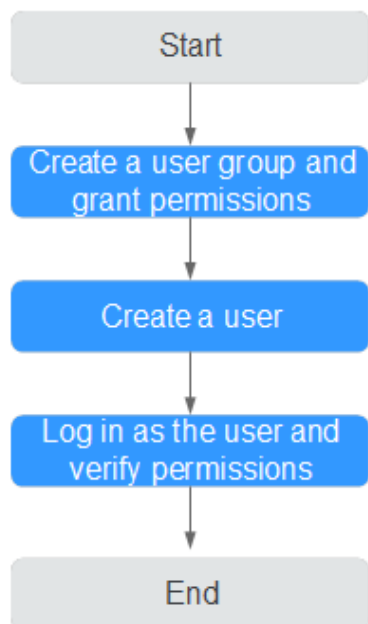 Start
Create a user group and
grant permissions
Create a user
Log in as the user and
verify permissions
End